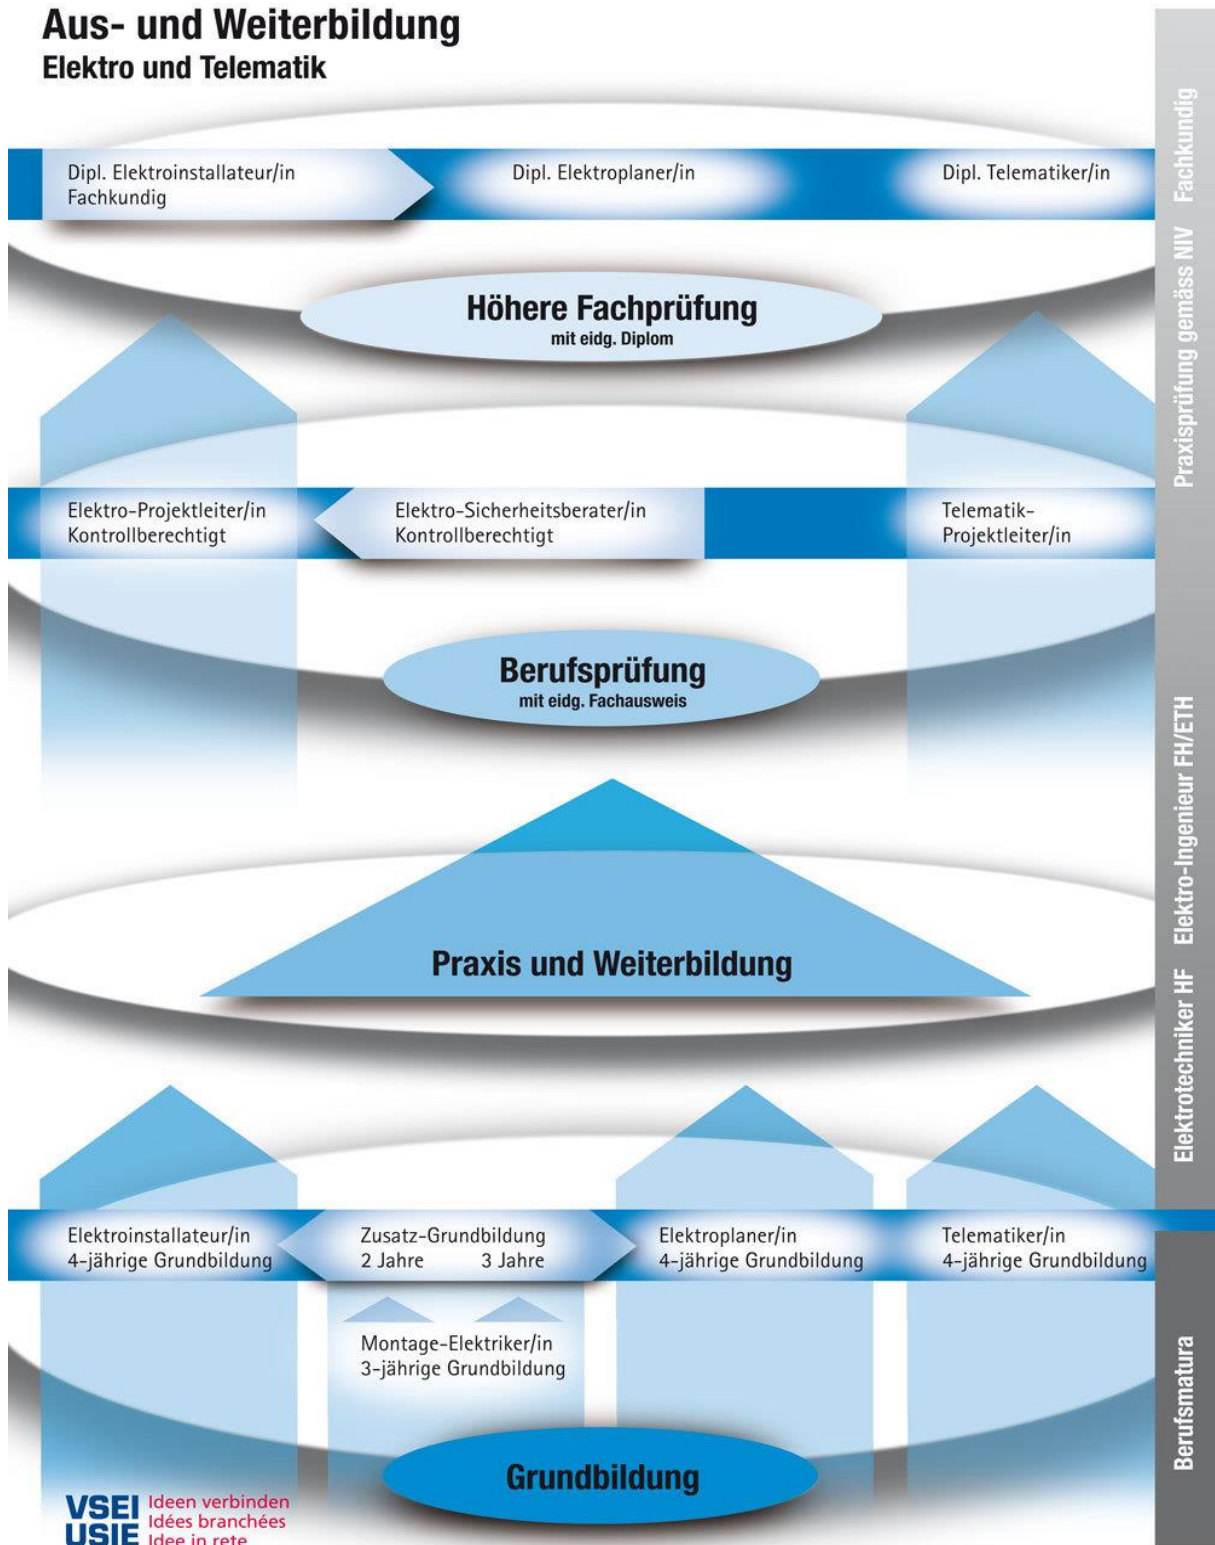 Aus- und Weiterbildung
Elektro und Telematik
Dipl. Elektroinstallateur/in
Fachkundig
Dipl. Elektroplaner/in
Dipl. Telematiker/in
Höhere Fachprüfung
mit eidg. Diplom
Elektro-Projektleiter/in
Kontrollberechtigt
Elektro-Sicherheitsberater/in
Kontrollberechtigt
Telematik-
Projektleiter/in
Berufsprüfung
mit eidg. Fachausweis
Praxis und Weiterbildung
Elektroinstallateur/in
4-jährige Grundbildung
Zusatz-Grundbildung
2 Jahre 3 Jahre
Elektroplaner/in
4-jährige Grundbildung
Telematiker/in
4-jährige Grundbildung
Montage-Elektriker/in
3-jährige Grundbildung
Grundbildung
VSEI
USIE
Ideen verbinden
Idées branchées
Idee in rete
Berufsmatura
Elektrotechniker HF Elektro-Ingenieur FH/ETH Praxisprüfung gemäss NIV Fachkundig